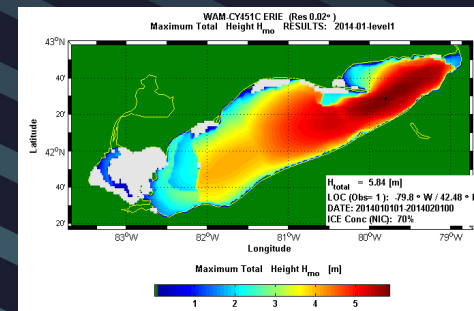 WAM-CY451C ERIE (Res 0.02°)
Maximum Total Height Hmo RESULTS: 2014-01-level1
43°N
40'
20'
42°N
40'
20'
Latitude
Htotal = 5.84 [m]
LOC (Obs= 1 ): -79.8 ° W / 42.48 °
DATE: 2014010101-2014020100
ICE Conc (NIC): 70%
83°W
82°W
81°W
80°W
79°W
Longitude
Maximum Total Height Hmo [m]
1 2 3 4 5